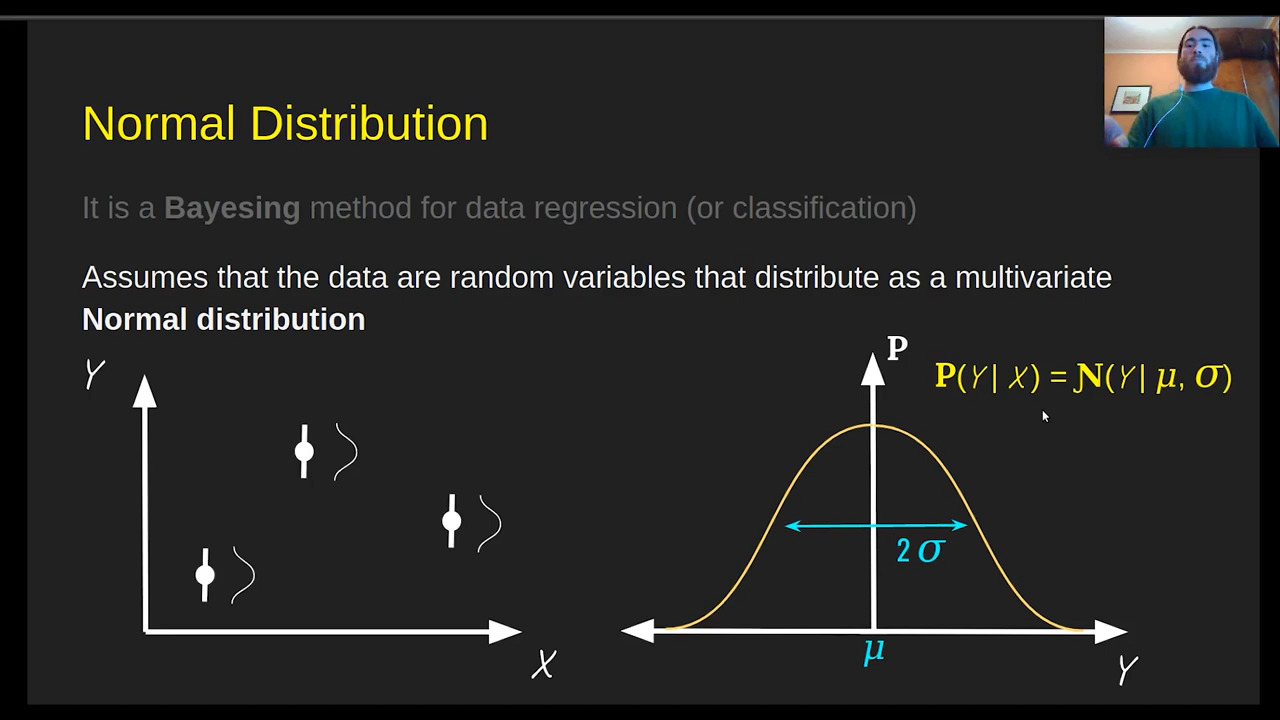 Normal Distribution
It is a Bayesing method for data regression (or classification)
Assumes that the data are random variables that distribute as a multivariate
Normal distribution
Y
P
P(Y| X) = N(Y| μ, σ)
2 σ
μ
X
Y